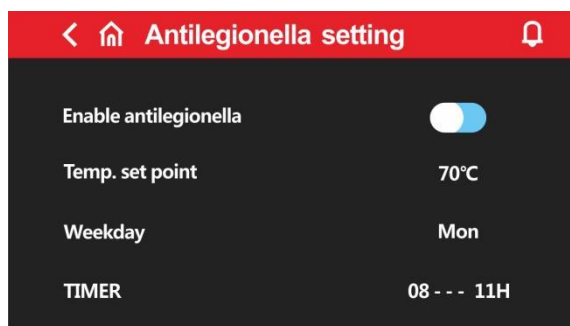 Antilegionella setting
Enable antilegionella
Temp. set point 70℃
Weekday Mon
TIMER 08 - - - 11H